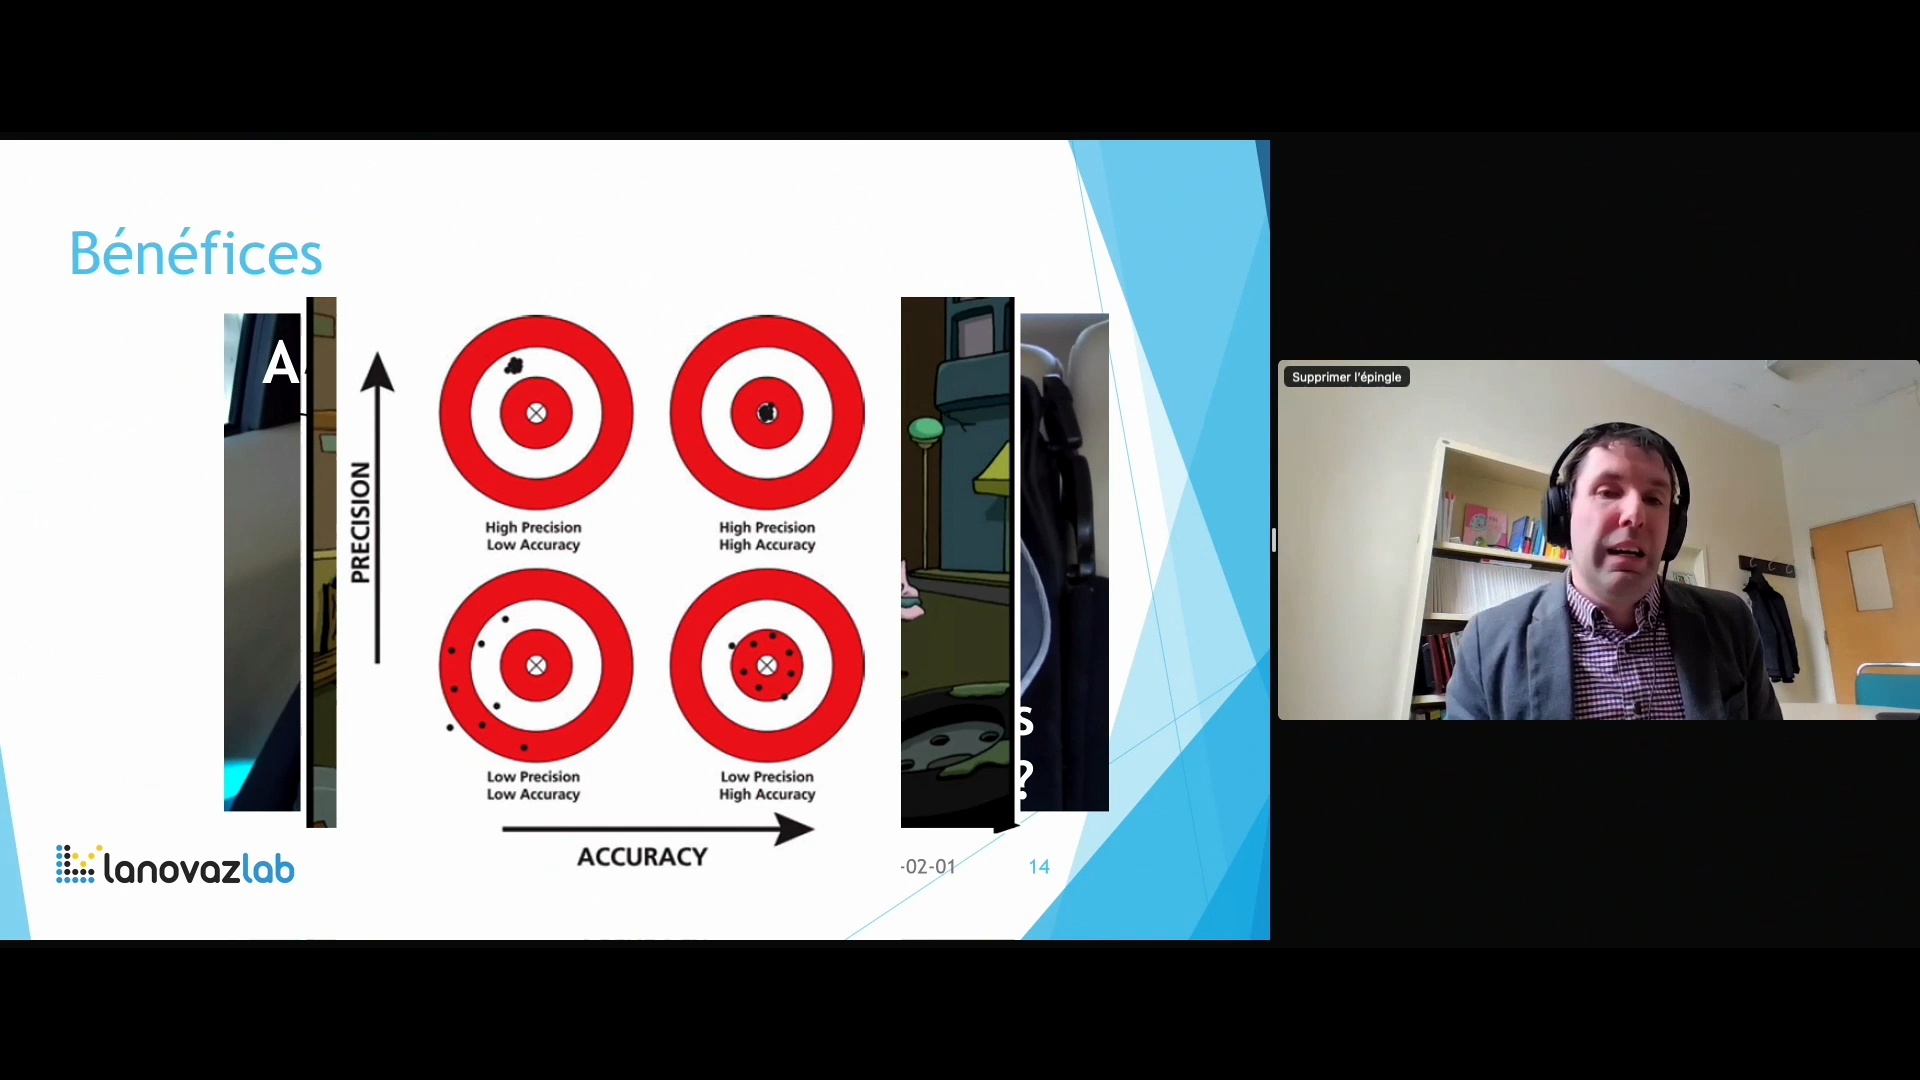 Bénéfices
A
PRECISION
High Precision
Low Accuracy
High Precision
High Accuracy
Low Precision
Low Accuracy
Low Precision
High Accuracy
ACCURACY
s
?
lanovazlab
-02-01
14
Supprimer l'épingle